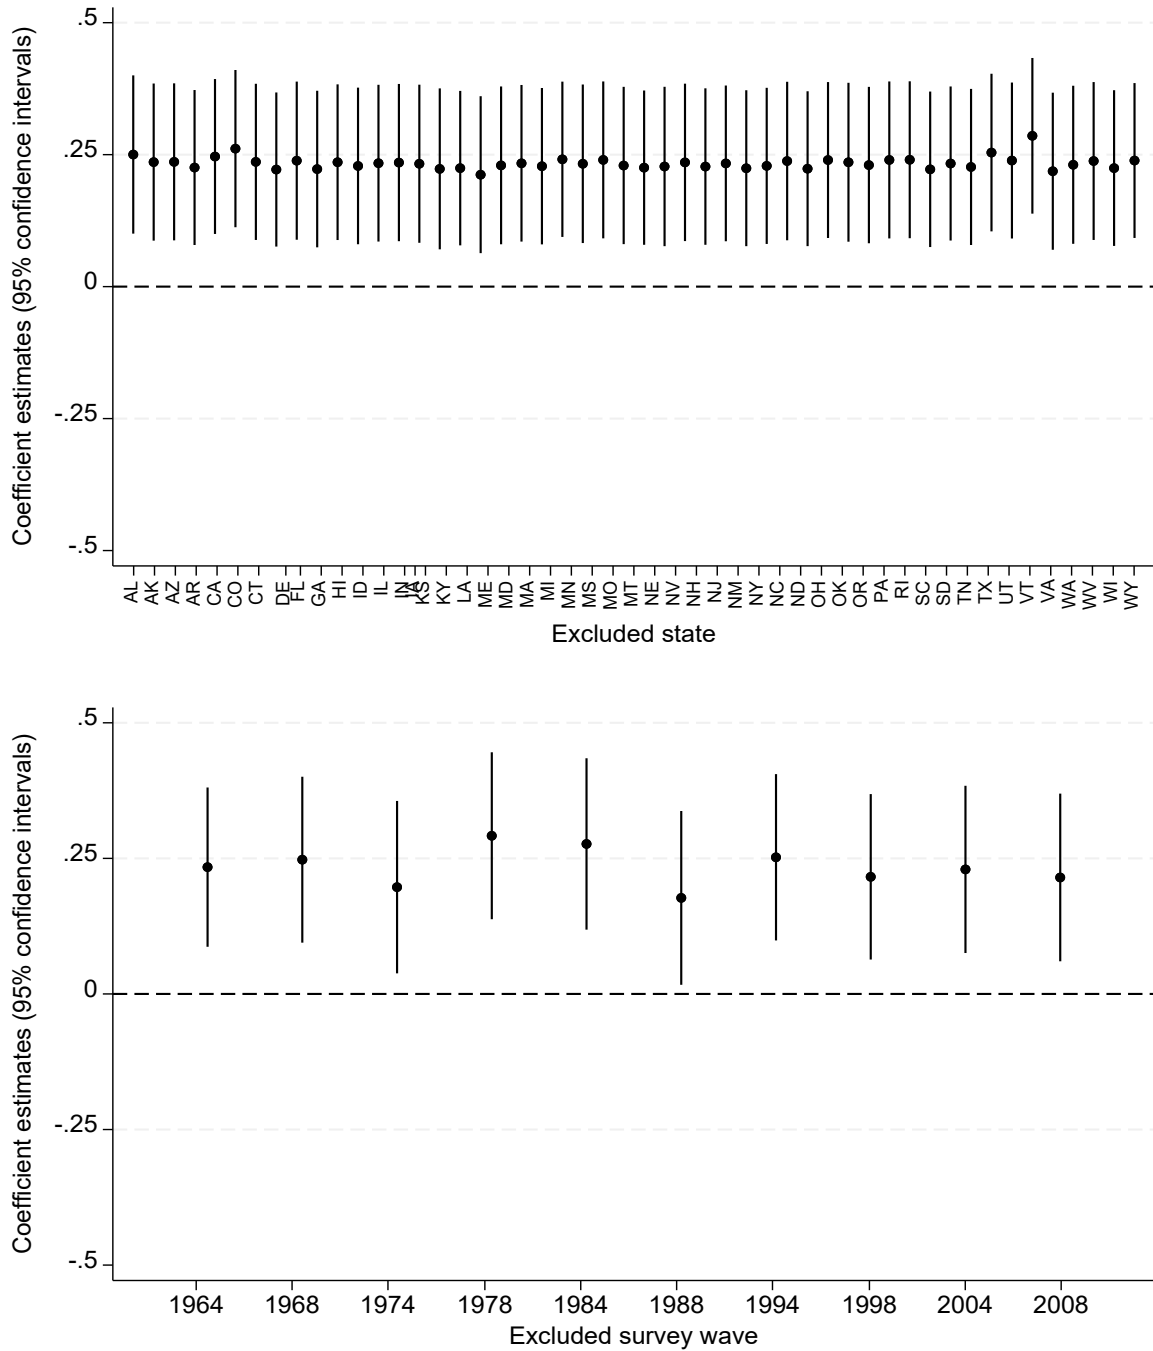 Coefficient estimates (95% confidence intervals)
.5
.25
0
-.25
-.5
AL AK AZ AR CA CO CT DE FL GA HI ID IL IN IA KS KY LA ME MD MA MI MN MS MO MT NE NV NH NJ NM NY NC ND OH OK OR PA RI SC SD TN TX UT VT VA WA WV WI WY
Excluded state
Coefficient estimates (95% confidence intervals)
.5
.25
0
-.25
-.5
1964 1968 1974 1978 1984 1988 1994 1998 2004 2008
Excluded survey wave